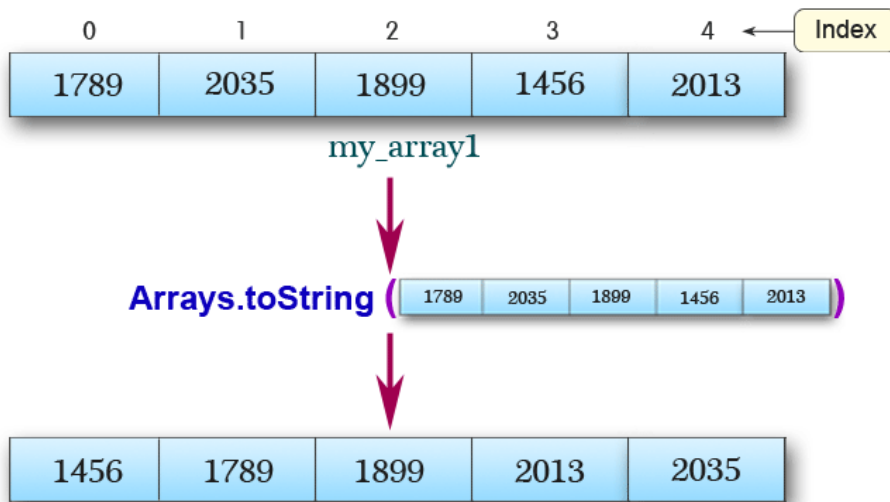 0 1 2 3 4 Index
1789 2035 1899 1456 2013
my_array1
Arrays.toString ( 1789 2035 1899 1456 2013 )
1456 1789 1899 2013 2035